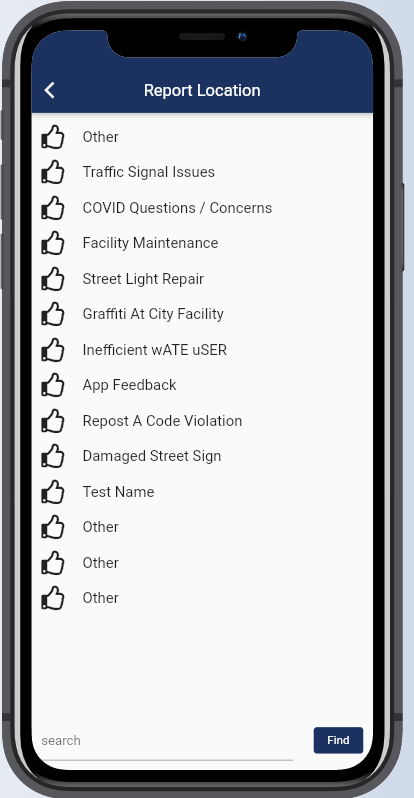 Report Location
Other
Traffic Signal Issues
COVID Questions / Concerns
Facility Maintenance
Street Light Repair
Graffiti At City Facility
Inefficient wATE uSER
App Feedback
Repost A Code Violation
Damaged Street Sign
Test Name
Other
Other
Other
search
Find